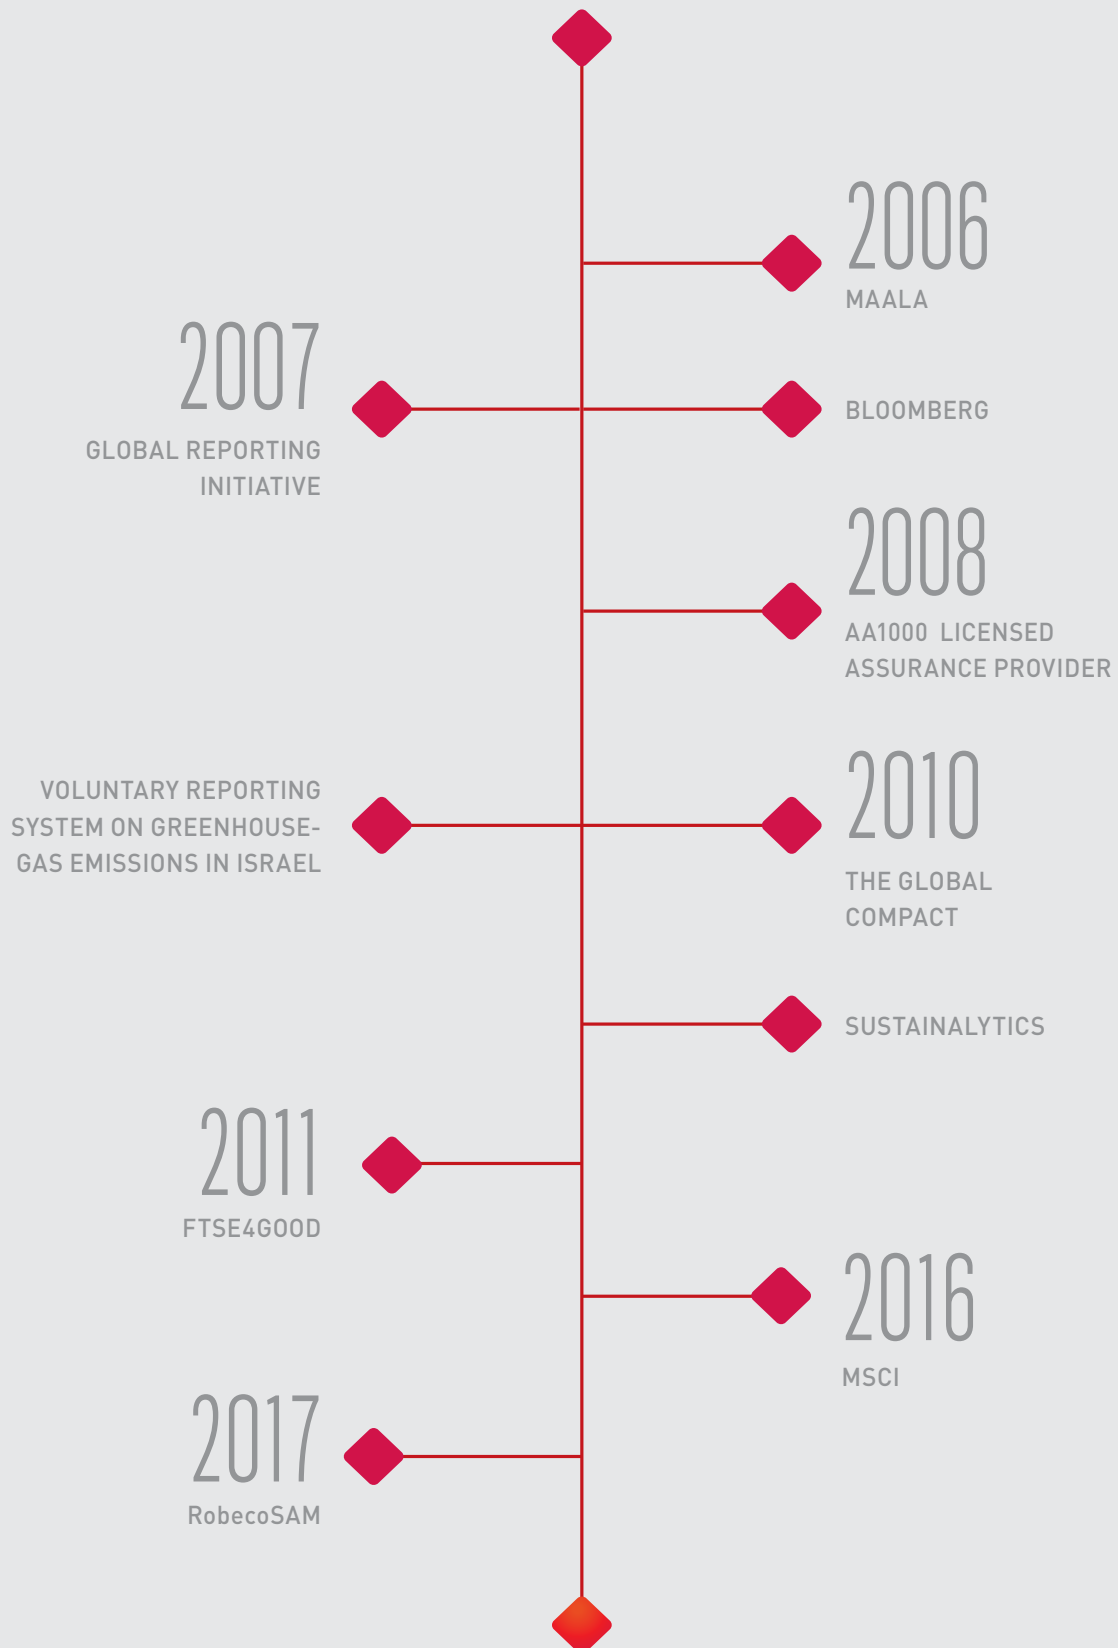 2006
MAALA
2007
GLOBAL REPORTING
INITIATIVE
BLOOMBERG
2008
AA1000 LICENSED
ASSURANCE PROVIDER
VOLUNTARY REPORTING
SYSTEM ON GREENHOUSE-
GAS EMISSIONS IN ISRAEL
2010
THE GLOBAL
COMPACT
SUSTAINALYTICS
2011
FTSE4GOOD
2016
MSCI
2017
RobecoSAM